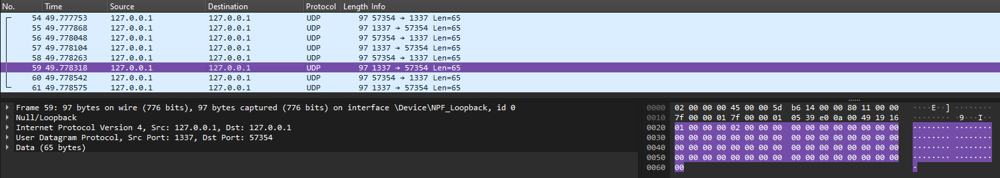 No. Time Source Destination Protocol Length Info
54 49.777753 127.0.0.1 127.0.0.1 UDP 97 57354 → 1337 Len=65
55 49.777868 127.0.0.1 127.0.0.1 UDP 97 1337 → 57354 Len=65
56 49.778048 127.0.0.1 127.0.0.1 UDP 97 57354 → 1337 Len=65
57 49.778104 127.0.0.1 127.0.0.1 UDP 97 1337 → 57354 Len=65
58 49.778263 127.0.0.1 127.0.0.1 UDP 97 57354 → 1337 Len=65
59 49.778318 127.0.0.1 127.0.0.1 UDP 97 1337 → 57354 Len=65
60 49.778542 127.0.0.1 127.0.0.1 UDP 97 57354 → 1337 Len=65
61 49.778575 127.0.0.1 127.0.0.1 UDP 97 1337 → 57354 Len=65
Frame 59: 97 bytes on wire (776 bits), 97 bytes captured (776 bits) on interface \Device\NPF_Loopback, id 0
Null/Loopback
Internet Protocol Version 4, Src: 127.0.0.1, Dst: 127.0.0.1
User Datagram Protocol, Src Port: 1337, Dst Port: 57354
Data (65 bytes)
0000 02 00 00 00 45 00 00 5d b6 14 00 00 80 11 00 00 ····E··] ········
0010 7f 00 00 01 7f 00 00 01 05 39 e0 0a 00 49 19 16 ········ ·9···I··
0020 01 00 00 00 02 00 00 00 00 00 00 00 00 00 00 00 ········ ········
0030 00 00 00 00 00 00 00 00 00 00 00 00 00 00 00 00 ········ ········
0040 00 00 00 00 00 00 00 00 00 00 00 00 00 00 00 00 ········ ········
0050 00 00 00 00 00 00 00 00 00 00 00 00 00 00 00 00 ········ ········
0060 00 ·